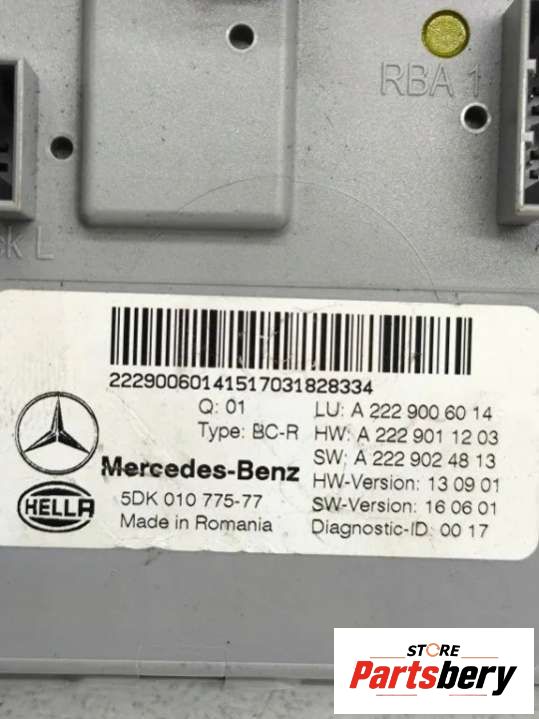 RBA 1
L
22290060141517031828334
Q: 01
LU: A 222 900 60 14
Type: BC-R
HW: A 222 901 12 03
Mercedes-Benz
SW: A 222 902 48 13
HW-Version: 13 09 01
HELLA
5DK 010 775-77
SW-Version: 16 06 01
Made in Romania
Diagnostic-ID: 00 17
STORE
Partsbery